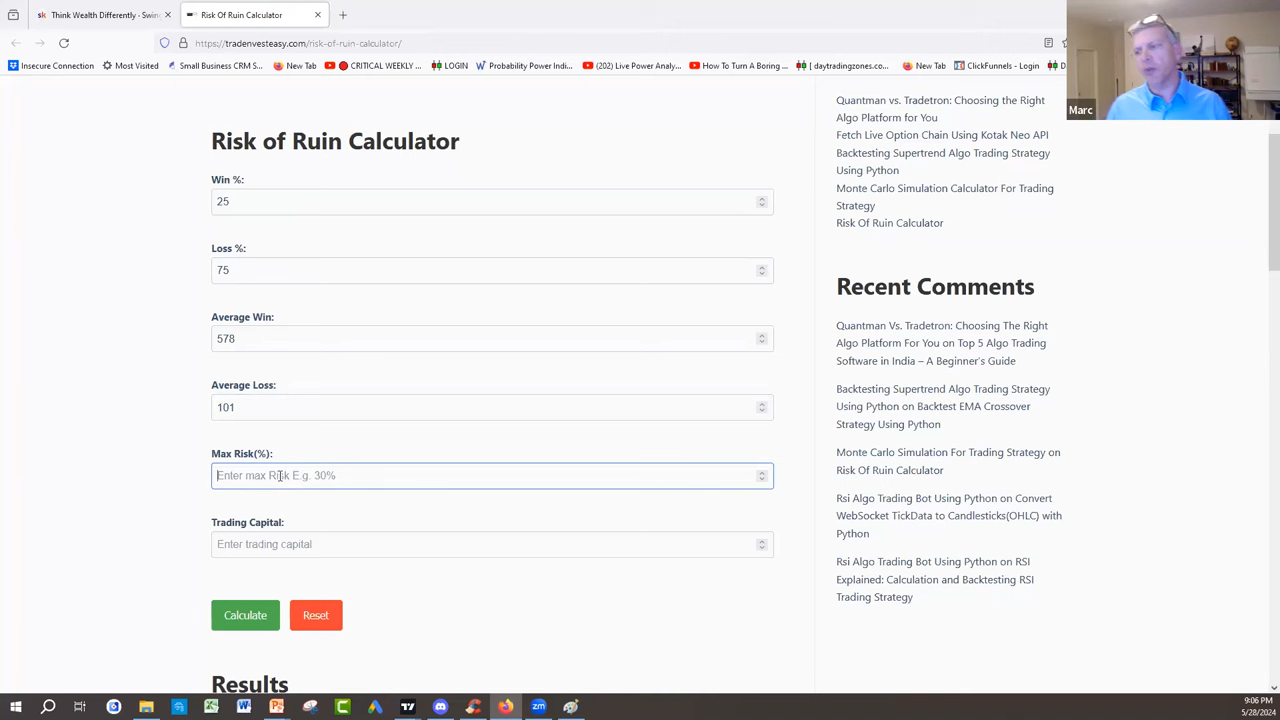 Think Wealth Differently - Swing
Risk Of Ruin Calculator
https://tradenvesteasy.com/risk-of-ruin-calculator/
Insecure Connection
Most Visited
Small Business CRM S...
New Tab
CRITICAL WEEKLY ...
LOGIN
Probability Power Indi...
(202) Live Power Analy...
How To Turn A Boring ...
[ daytradingzones.co...
New Tab
ClickFunnels - Login
Marc
Risk of Ruin Calculator
Win %:
25
Loss %:
75
Average Win:
578
Average Loss:
101
Max Risk(%):
Enter max Risk E.g. 30%
Trading Capital:
Enter trading capital
Calculate
Reset
Results
Quantman vs. Tradetron: Choosing the Right
Algo Platform for You
Fetch Live Option Chain Using Kotak Neo API
Backtesting Supertrend Algo Trading Strategy
Using Python
Monte Carlo Simulation Calculator For Trading
Strategy
Risk Of Ruin Calculator
Recent Comments
Quantman Vs. Tradetron: Choosing The Right
Algo Platform For You on Top 5 Algo Trading
Software in India – A Beginner's Guide
Backtesting Supertrend Algo Trading Strategy
Using Python on Backtest EMA Crossover
Strategy Using Python
Monte Carlo Simulation For Trading Strategy on
Risk Of Ruin Calculator
Rsi Algo Trading Bot Using Python on Convert
WebSocket TickData to Candlesticks(OHLC) with
Python
Rsi Algo Trading Bot Using Python on RSI
Explained: Calculation and Backtesting RSI
Trading Strategy
9:06 PM
5/28/2024